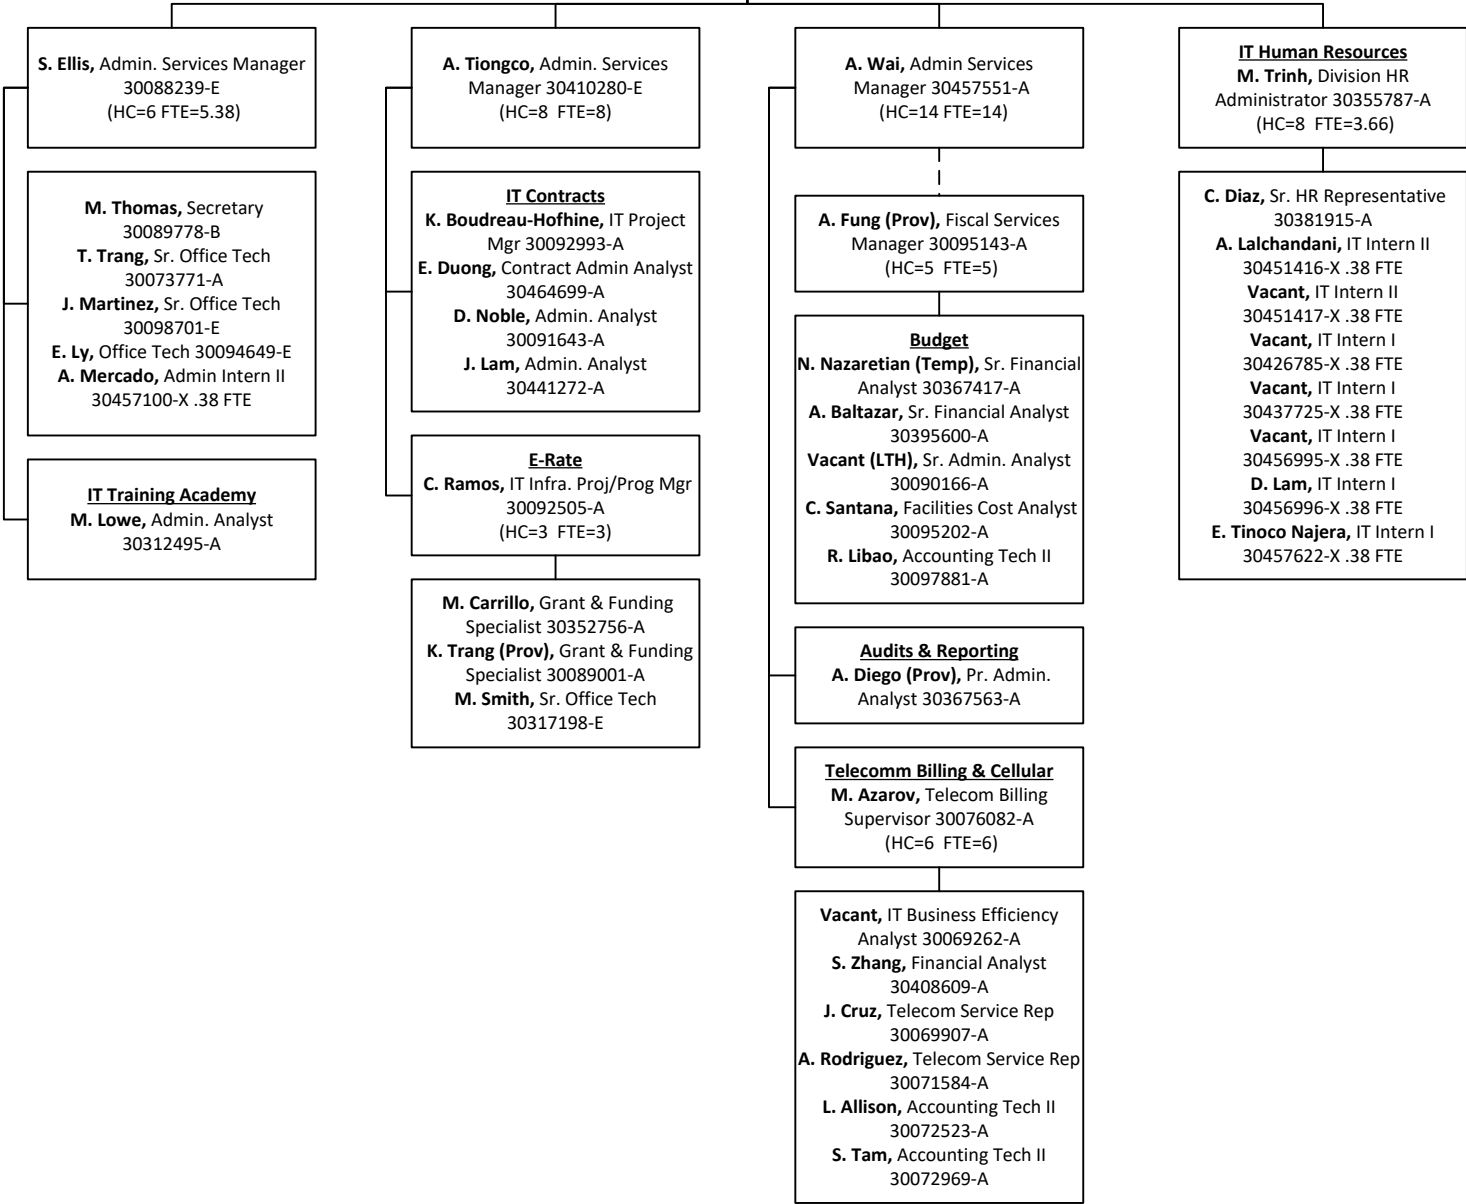 S. Ellis, Admin. Services Manager
30088239-E
(HC=6 FTE=5.38)
M. Thomas, Secretary
30089778-B
T. Trang, Sr. Office Tech
30073771-A
J. Martinez, Sr. Office Tech
30098701-E
E. Ly, Office Tech 30094649-E
A. Mercado, Admin Intern II
30457100-X .38 FTE
IT Training Academy
M. Lowe, Admin. Analyst
30312495-A
A. Tiongco, Admin. Services
Manager 30410280-E
(HC=8 FTE=8)
IT Contracts
K. Boudreau-Hofhine, IT Project
Mgr 30092993-A
E. Duong, Contract Admin Analyst
30464699-A
D. Noble, Admin. Analyst
30091643-A
J. Lam, Admin. Analyst
30441272-A
E-Rate
C. Ramos, IT Infra. Proj/Prog Mgr
30092505-A
(HC=3 FTE=3)
M. Carrillo, Grant & Funding
Specialist 30352756-A
K. Trang (Prov), Grant & Funding
Specialist 30089001-A
M. Smith, Sr. Office Tech
30317198-E
A. Wai, Admin Services
Manager 30457551-A
(HC=14 FTE=14)
A. Fung (Prov), Fiscal Services
Manager 30095143-A
(HC=5 FTE=5)
Budget
N. Nazaretian (Temp), Sr. Financial
Analyst 30367417-A
A. Baltazar, Sr. Financial Analyst
30395600-A
Vacant (LTH), Sr. Admin. Analyst
30090166-A
C. Santana, Facilities Cost Analyst
30095202-A
R. Libao, Accounting Tech II
30097881-A
Audits & Reporting
A. Diego (Prov), Pr. Admin.
Analyst 30367563-A
Telecomm Billing & Cellular
M. Azarov, Telecom Billing
Supervisor 30076082-A
(HC=6 FTE=6)
Vacant, IT Business Efficiency
Analyst 30069262-A
S. Zhang, Financial Analyst
30408609-A
J. Cruz, Telecom Service Rep
30069907-A
A. Rodriguez, Telecom Service Rep
30071584-A
L. Allison, Accounting Tech II
30072523-A
S. Tam, Accounting Tech II
30072969-A
IT Human Resources
M. Trinh, Division HR
Administrator 30355787-A
(HC=8 FTE=3.66)
C. Diaz, Sr. HR Representative
30381915-A
A. Lalchandani, IT Intern II
30451416-X .38 FTE
Vacant, IT Intern II
30451417-X .38 FTE
Vacant, IT Intern I
30426785-X .38 FTE
Vacant, IT Intern I
30437725-X .38 FTE
Vacant, IT Intern I
30456995-X .38 FTE
D. Lam, IT Intern I
30456996-X .38 FTE
E. Tinoco Najera, IT Intern I
30457622-X .38 FTE